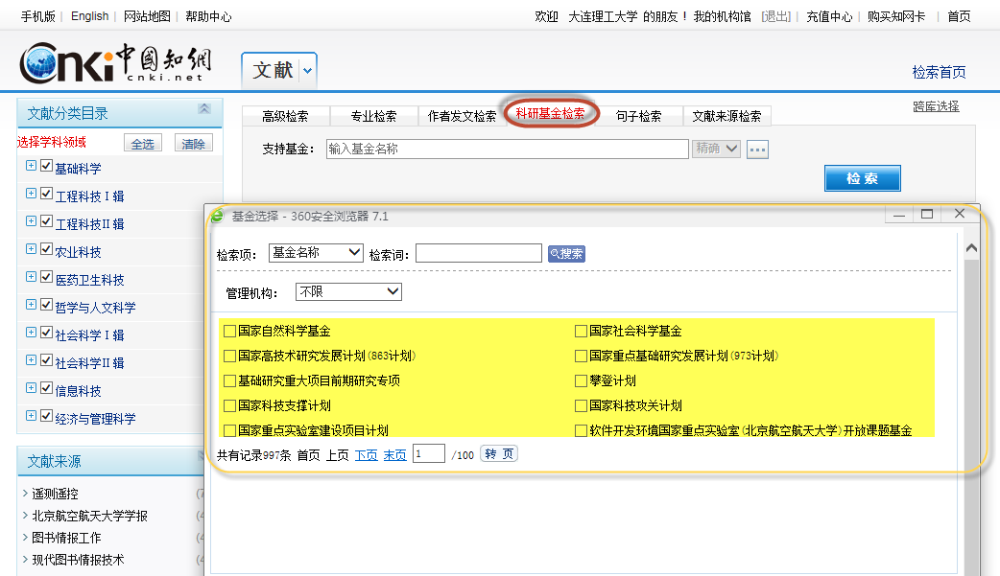 手机版 | English | 网站地图 | 帮助中心
欢迎 大连理工大学 的朋友！ 我的机构馆 [退出] | 充值中心 | 购买知网卡 | 首页
Cnki 中国知網
cnki.net
文献
检索首页
文献分类目录
选择学科领域 全选 清除
基础科学
工程科技Ⅰ辑
工程科技II辑
农业科技
医药卫生科技
哲学与人文科学
社会科学Ⅰ辑
社会科学II辑
信息科技
经济与管理科学
文献来源
遥测遥控 (7
北京航空航天大学学报 (4
图书情报工作 (4
现代图书情报技术 (4
高级检索 专业检索 作者发文检索 科研基金检索 句子检索 文献来源检索
跨库选择
支持基金： 输入基金名称 精确 ...
检 索
基金选择 - 360安全浏览器 7.1
检索项： 基金名称 检索词： 搜索
管理机构： 不限
国家自然科学基金 国家社会科学基金
国家高技术研究发展计划(863计划) 国家重点基础研究发展计划(973计划)
基础研究重大项目前期研究专项 攀登计划
国家科技支撑计划 国家科技攻关计划
国家重点实验室建设项目计划 软件开发环境国家重点实验室(北京航空航天大学)开放课题基金
共有记录997条 首页 上页 下页 末页 1 /100 转 页